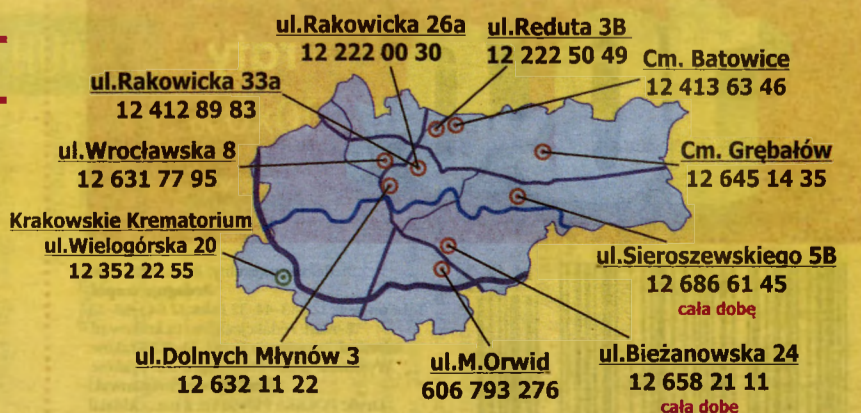 ul.Rakowicka 26a
12 222 00 30
ul.Reduta 3B
12 222 50 49
Cm. Batowice
12 413 63 46
ul.Rakowicka 33a
12 412 89 83
ul.Wrocławska 8
12 631 77 95
Cm. Grębałów
12 645 14 35
Krakowskie Krematorium
ul.Wielogórska 20
12 352 22 55
ul.Sieroszewskiego 5B
12 686 61 45
cała dobę
ul.Dolnych Młynów 3
12 632 11 22
ul.M.Orwid
606 793 276
ul.Bieżanowska 24
12 658 21 11
cała dobę